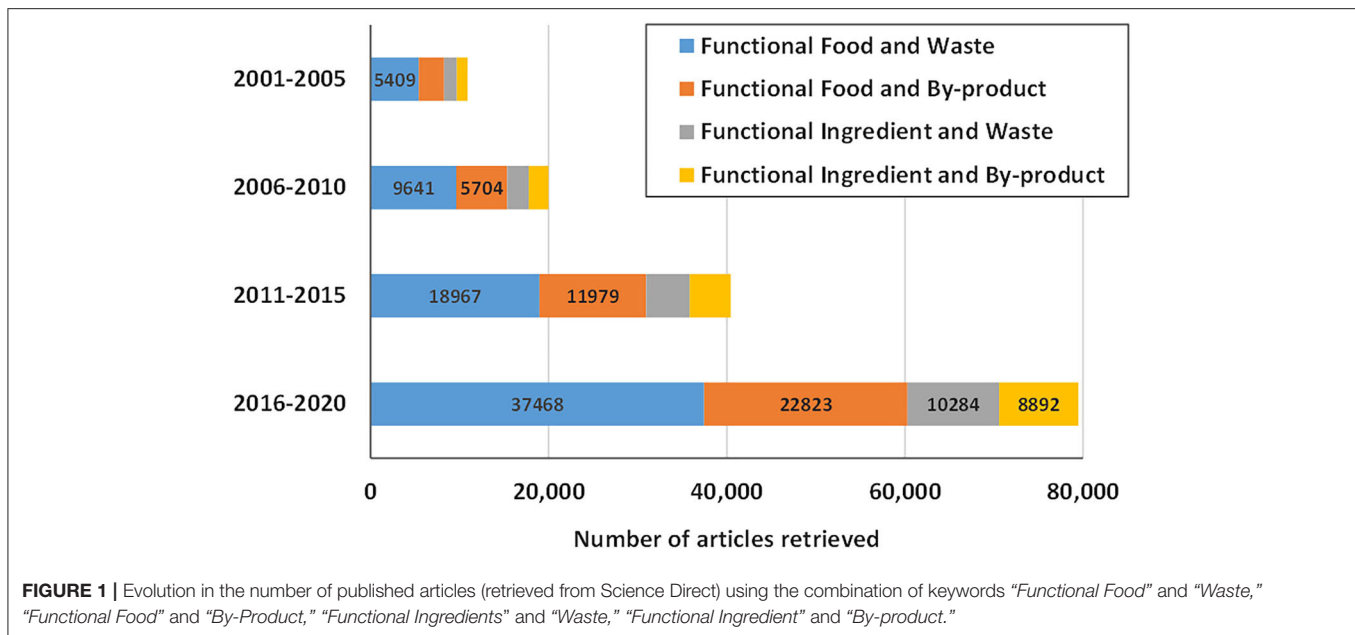 Functional Food and Waste
Functional Food and By-product
Functional Ingredient and Waste
Functional Ingredient and By-product
2001-2005
5409
2006-2010
9641 5704
2011-2015
18967 11979
2016-2020
37468 22823 10284 8892
0 20,000 40,000 60,000 80,000
Number of articles retrieved
FIGURE 1 | Evolution in the number of published articles (retrieved from Science Direct) using the combination of keywords “Functional Food” and “Waste,”
“Functional Food” and “By-Product,” “Functional Ingredients” and “Waste,” “Functional Ingredient” and “By-product.”